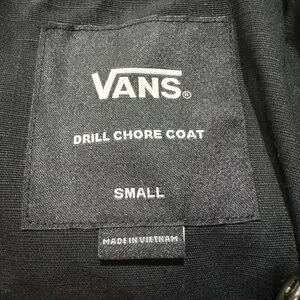 VANS®
DRILL CHORE COAT
SMALL
MADE IN VIETNAM